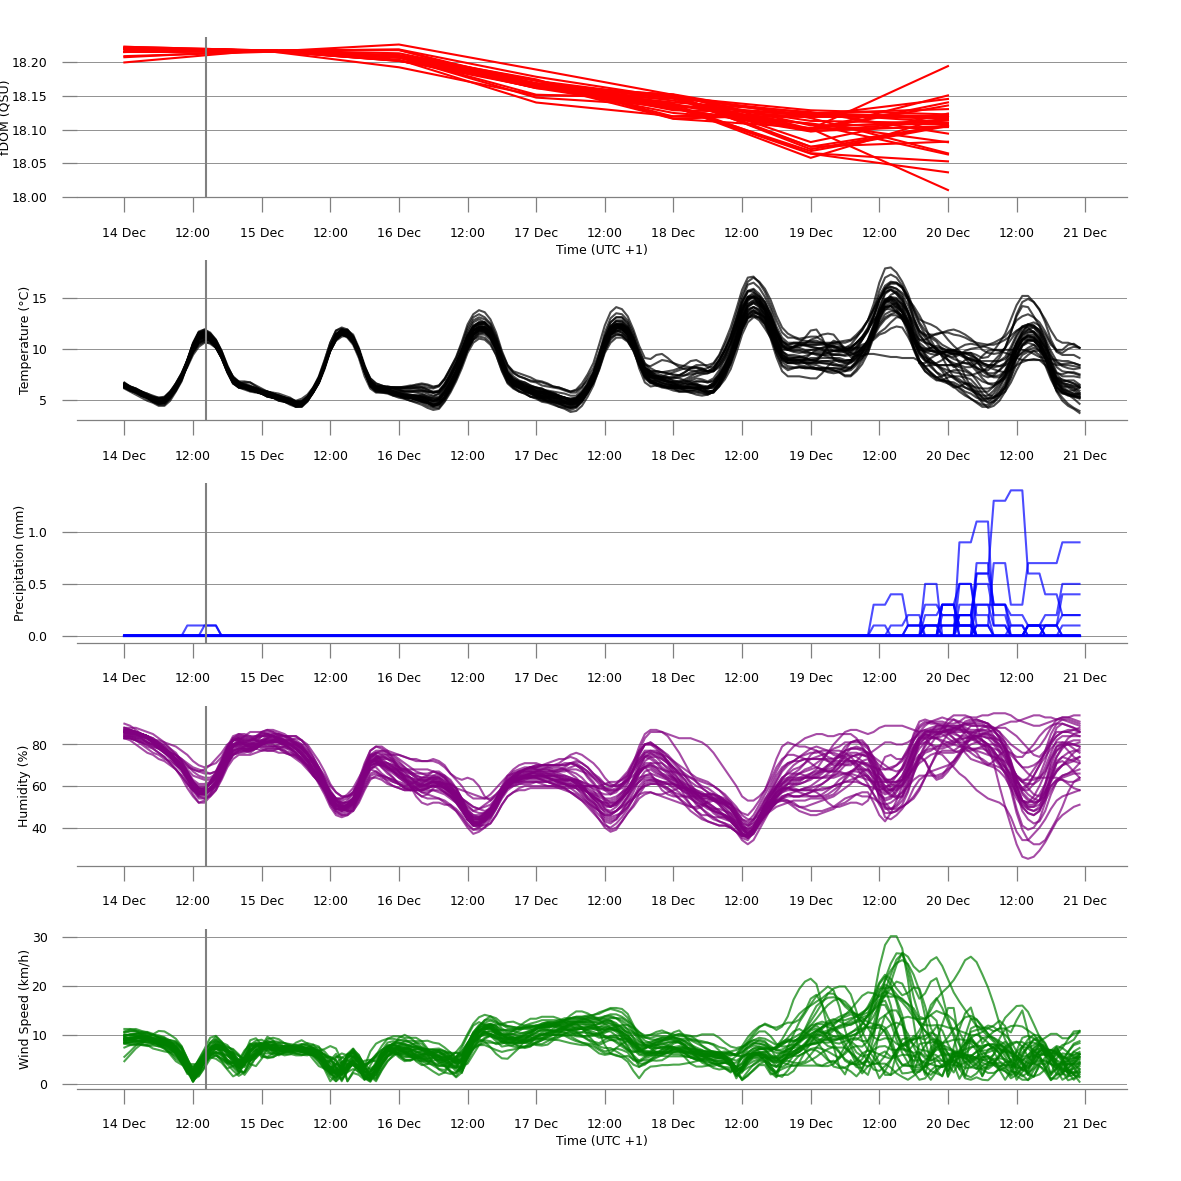 fDOM (QSU)
18.20
18.15
18.10
18.05
18.00
14 Dec 12:00 15 Dec 12:00 16 Dec 12:00 17 Dec 12:00 18 Dec 12:00 19 Dec 12:00 20 Dec 12:00 21 Dec
Time (UTC +1)
Temperature (°C)
15
10
5
14 Dec 12:00 15 Dec 12:00 16 Dec 12:00 17 Dec 12:00 18 Dec 12:00 19 Dec 12:00 20 Dec 12:00 21 Dec
Precipitation (mm)
1.0
0.5
0.0
14 Dec 12:00 15 Dec 12:00 16 Dec 12:00 17 Dec 12:00 18 Dec 12:00 19 Dec 12:00 20 Dec 12:00 21 Dec
Humidity (%)
80
60
40
14 Dec 12:00 15 Dec 12:00 16 Dec 12:00 17 Dec 12:00 18 Dec 12:00 19 Dec 12:00 20 Dec 12:00 21 Dec
Wind Speed (km/h)
30
20
10
0
14 Dec 12:00 15 Dec 12:00 16 Dec 12:00 17 Dec 12:00 18 Dec 12:00 19 Dec 12:00 20 Dec 12:00 21 Dec
Time (UTC +1)